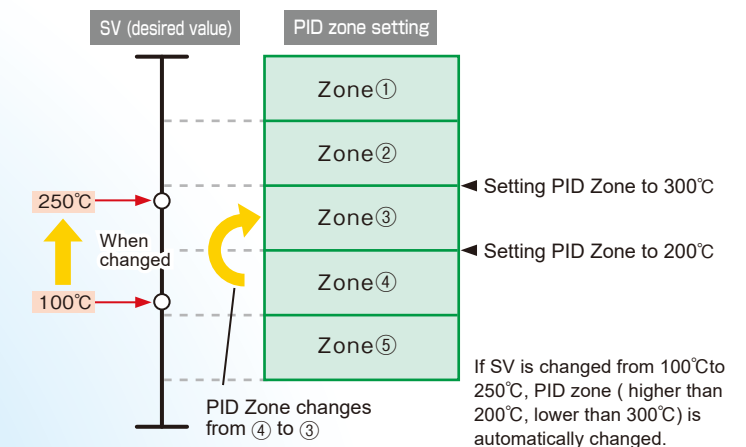 SV (desired value)
PID zone setting
Zone①
Zone②
Setting PID Zone to 300℃
250℃
Zone③
When
changed
Setting PID Zone to 200℃
100℃
Zone④
Zone⑤
PID Zone changes
from ④ to ③
If SV is changed from 100℃to
250℃, PID zone ( higher than
200℃, lower than 300℃) is
automatically changed.